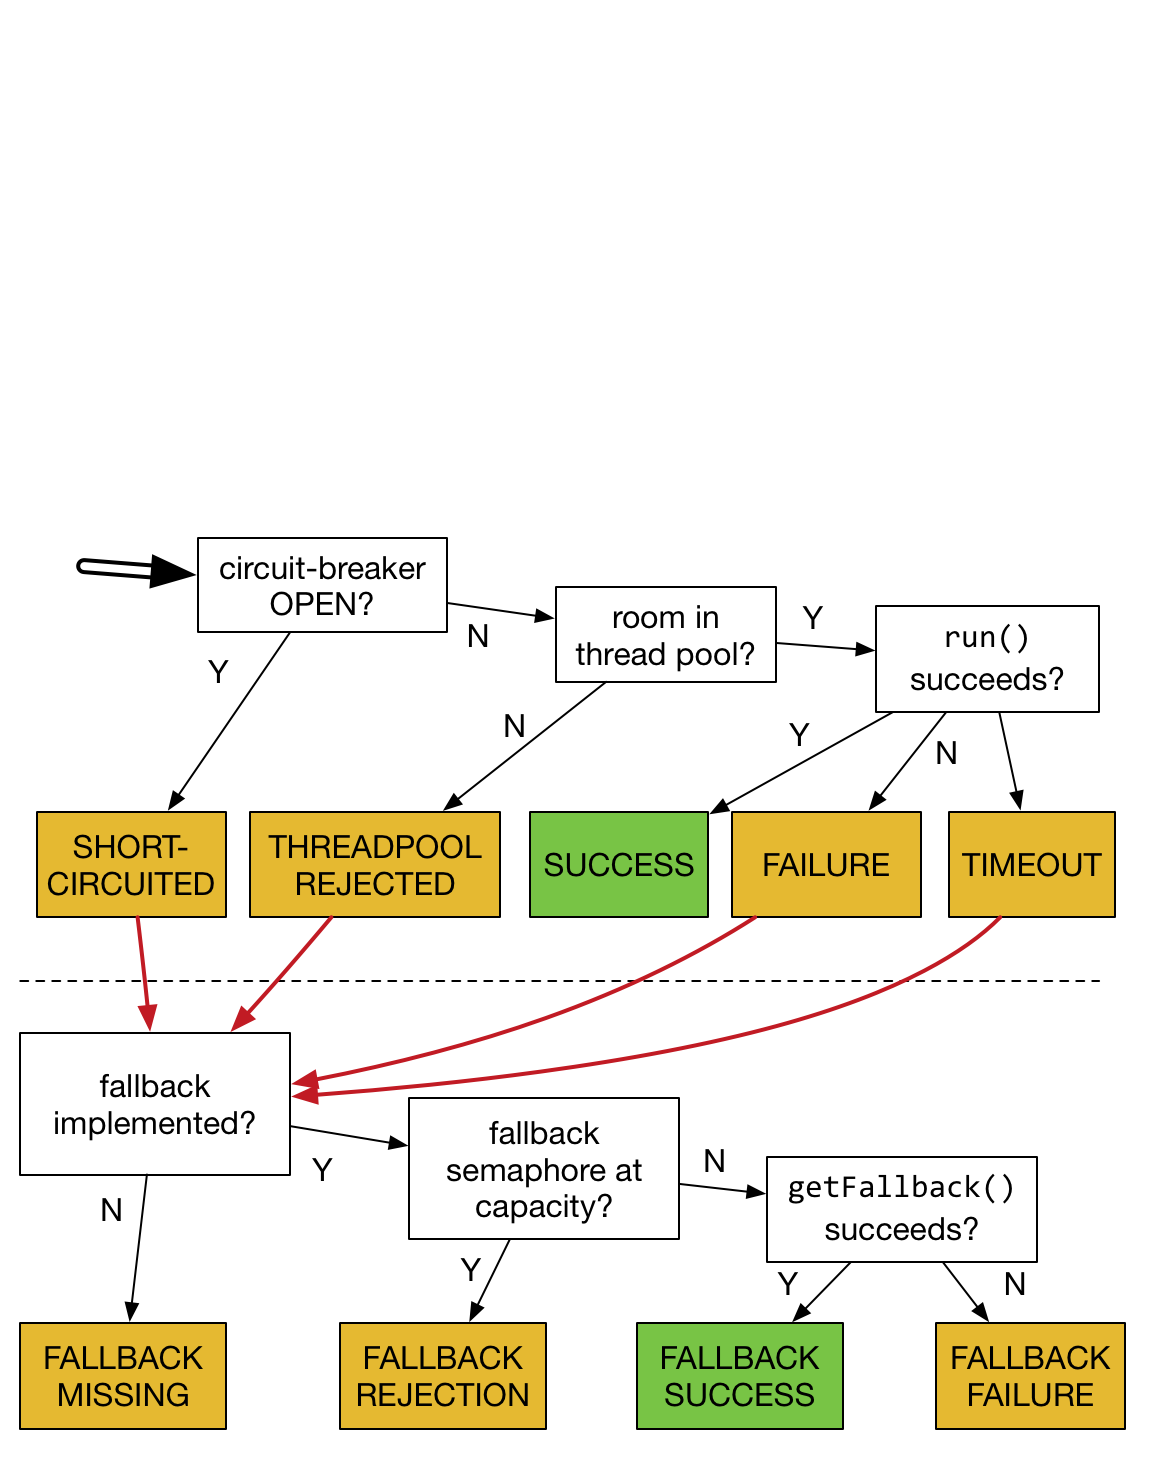 circuit-breaker
OPEN?
N
Y
room in
thread pool?
Y
N
run()
succeeds?
Y
N
SHORT-
CIRCUITED
THREADPOOL
REJECTED
SUCCESS
FAILURE
TIMEOUT
fallback
implemented?
Y
N
fallback
semaphore at
capacity?
N
Y
getFallback()
succeeds?
Y
N
FALLBACK
MISSING
FALLBACK
REJECTION
FALLBACK
SUCCESS
FALLBACK
FAILURE